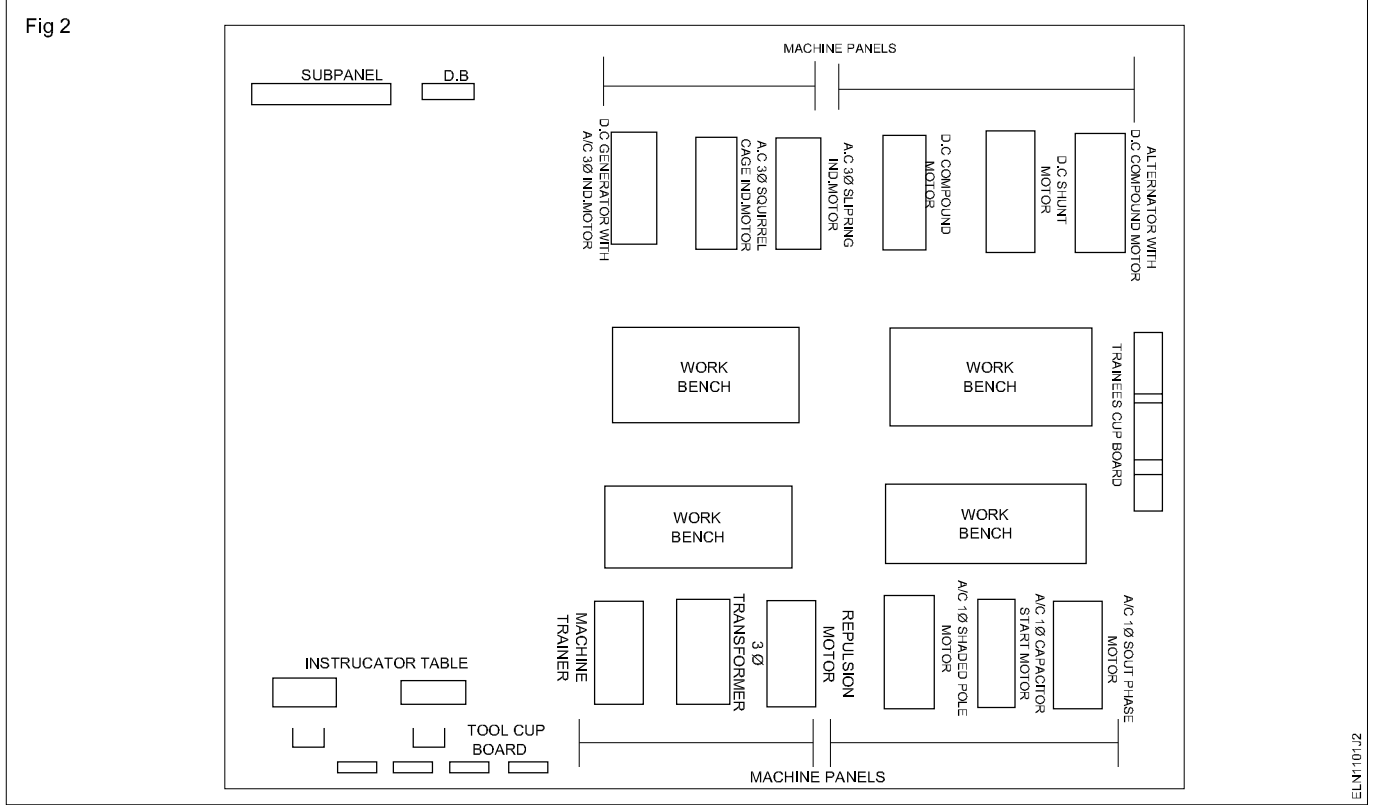 Fig 2
MACHINE PANELS
SUBPANEL
D.B
D.C GENERATOR WITH
A/C 3Ø IND.MOTOR
A.C 3Ø SQUIRREL
CAGE IND.MOTOR
A.C 3Ø SLIPRING
IND.MOTOR
D.C COMPOUND
MOTOR
D.C SHUNT
MOTOR
ALTERNATOR WITH
D.C COMPOUND MOTOR
WORK
BENCH
WORK
BENCH
TRAINEES CUP BOARD
WORK
BENCH
WORK
BENCH
MACHINE
TRAINER
3 Ø
TRANSFORMER
REPULSION
MOTOR
A/C 1Ø SHADED POLE
MOTOR
A/C 1Ø CAPACITOR
START MOTOR
A/C 1Ø SOUT PHASE
MOTOR
INSTRUCATOR TABLE
TOOL CUP
BOARD
MACHINE PANELS
ELN1101J2